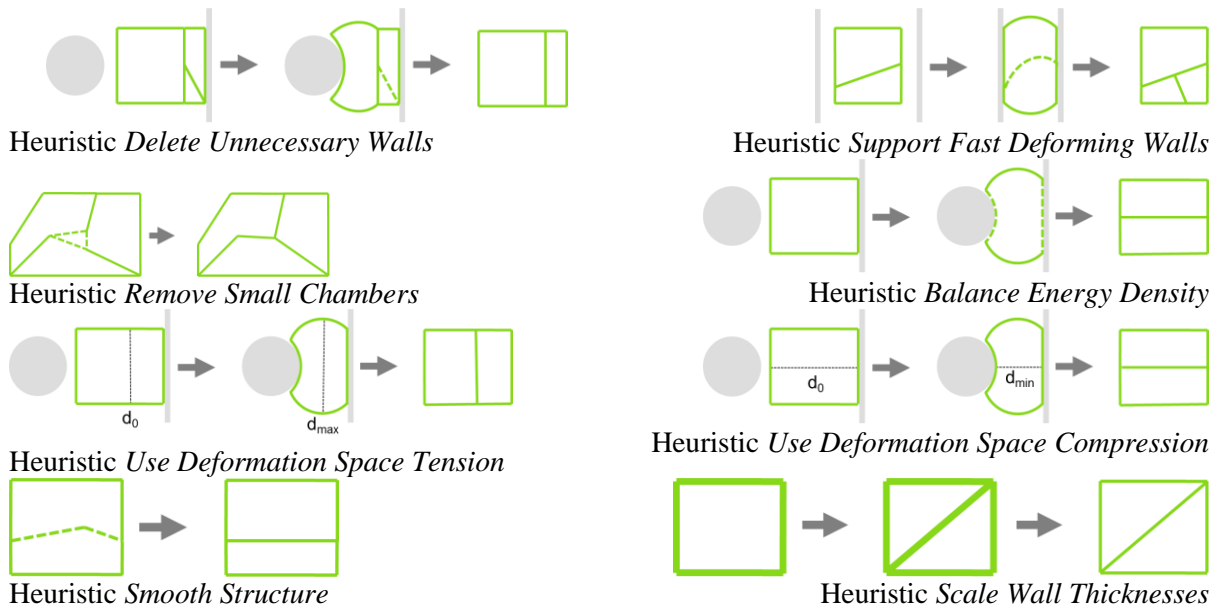 Heuristic Delete Unnecessary Walls
Heuristic Support Fast Deforming Walls
Heuristic Remove Small Chambers
Heuristic Balance Energy Density
d₀
dmax
Heuristic Use Deformation Space Tension
d₀
dmin
Heuristic Use Deformation Space Compression
Heuristic Smooth Structure
Heuristic Scale Wall Thicknesses